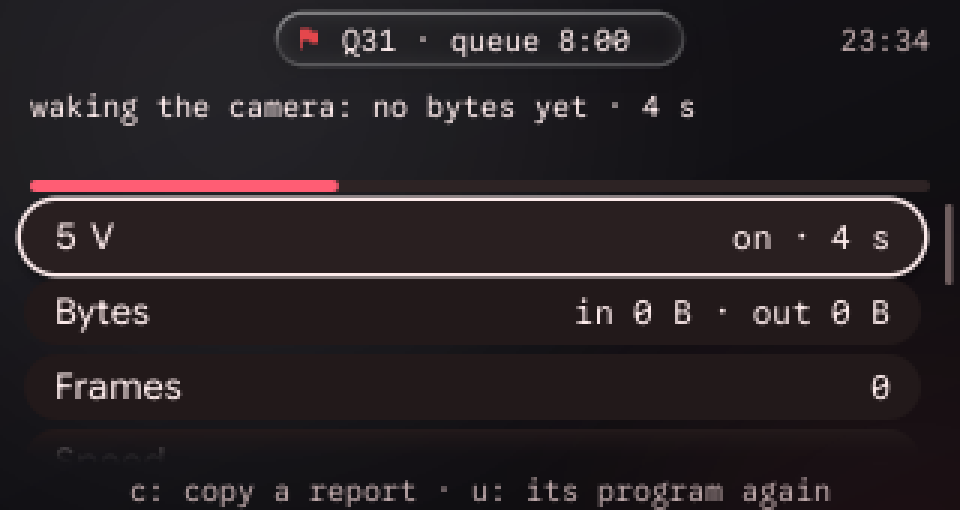 Q31 · queue 8:00
23:34
waking the camera: no bytes yet · 4 s
5 V on · 4 s
Bytes in 0 B · out 0 B
Frames 0
Speed
c: copy a report · u: its program again